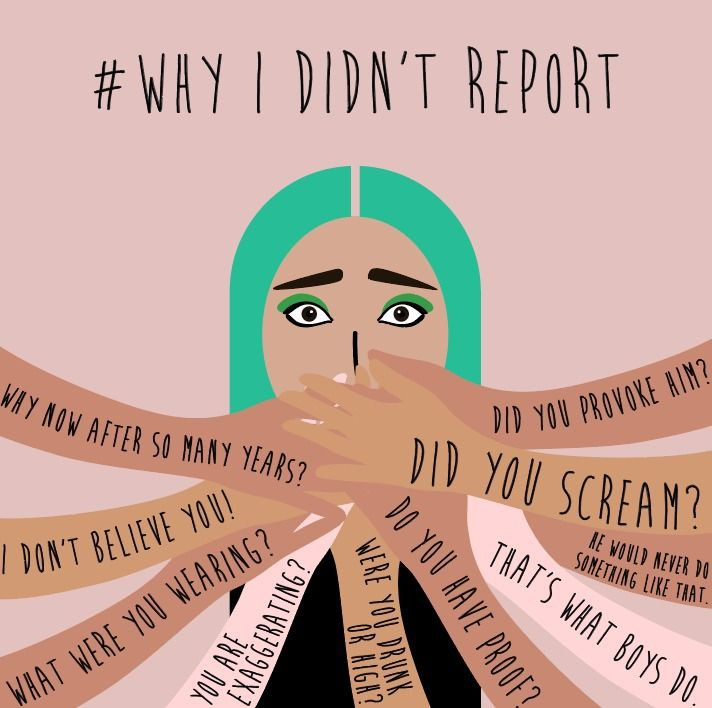 #WHY I DIDN'T REPORT
WHY NOW AFTER SO MANY YEARS?
DID YOU PROVOKE HIM?
DID YOU SCREAM?
I DON'T BELIEVE YOU!
WHAT WERE YOU WEARING?
YOU ARE
EXAGGERATING?
WERE YOU DRUNK
OR HIGH?
DO YOU HAVE PROOF?
THAT'S WHAT BOYS DO.
HE WOULD NEVER DO
SOMETHING LIKE THAT.